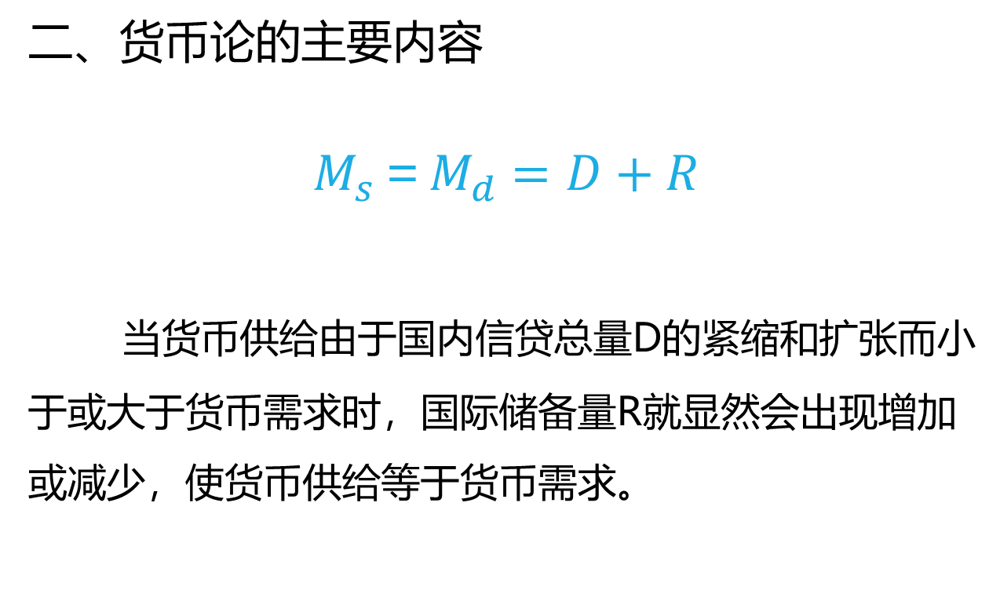 二、货币论的主要内容
M_s = M_d = D + R
当货币供给由于国内信贷总量D的紧缩和扩张而小
于或大于货币需求时，国际储备量R就显然会出现增加
或减少，使货币供给等于货币需求。